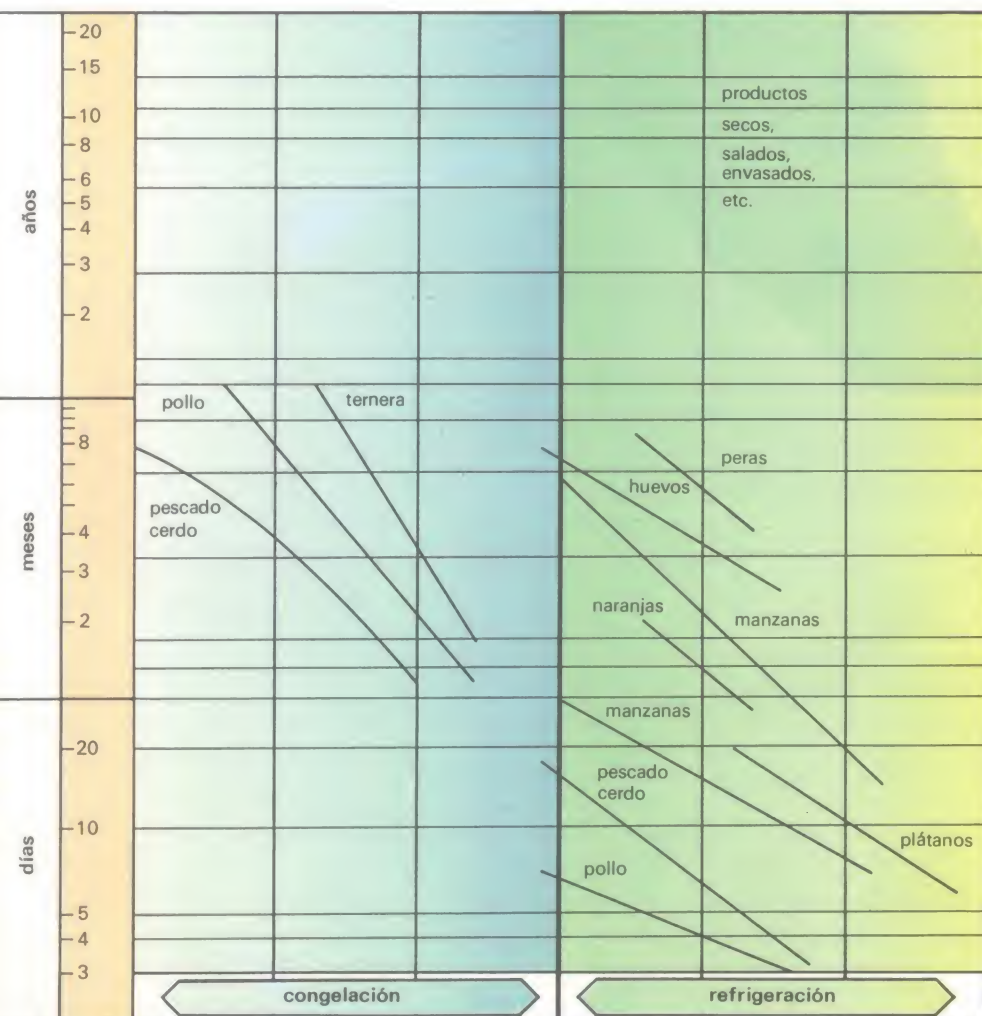 años
20
15
10
8
6
5
4
3
2
meses
8
4
3
2
días
20
10
5
4
3
productos
secos,
salados,
envasados,
etc.
pollo
ternera
pescado
cerdo
peras
huevos
naranjas
manzanas
manzanas
pescado
cerdo
plátanos
pollo
congelación
refrigeración